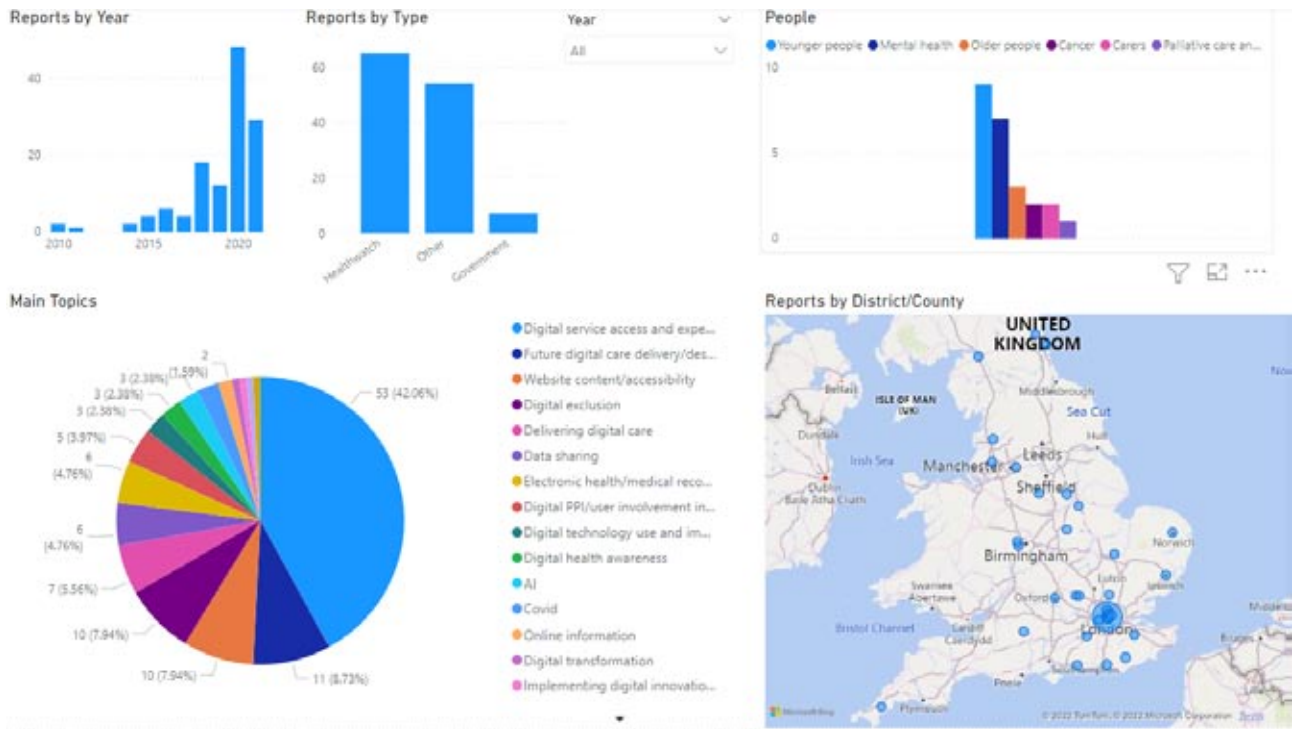 Reports by Year
40
20
0
2010
2015
2020
Reports by Type
60
40
20
0
Healthwatch
Other
Government
Year
All
People
Younger people
Mental health
Older people
Cancer
Carers
Palliative care an...
10
5
0
Main Topics
2
(1.59%)
3 (2.38%)
3 (2.38%)
3 (2.38%)
5 (3.97%)
6
(4.76%)
6
(4.76%)
7 (5.56%)
10 (7.94%)
10 (7.94%)
11 (8.73%)
53 (42.06%)
Digital service access and expe...
Future digital care delivery/des...
Website content/accessibility
Digital exclusion
Delivering digital care
Data sharing
Electronic health/medical reco...
Digital PPI/user involvement in...
Digital technology use and im...
Digital health awareness
AI
Covid
Online information
Digital transformation
Implementing digital innovatio...
Reports by District/County
UNITED
KINGDOM
Middlesbrough
Belfast
ISLE OF MAN
(UK)
Sea Cut
Dundalk
Irish Sea
Leeds
Hull
Manchester
Sheffield
Dublin
Baile Átha Cliath
Norwich
Birmingham
Swansea
Abertawe
Luton
Ipswich
Oxford
Bristol Channel
Cardiff
Caerdydd
London
Southampton
Bruges
Poole
Plymouth
Microsoft Bing
© 2022 TomTom, © 2022 Microsoft Corporation